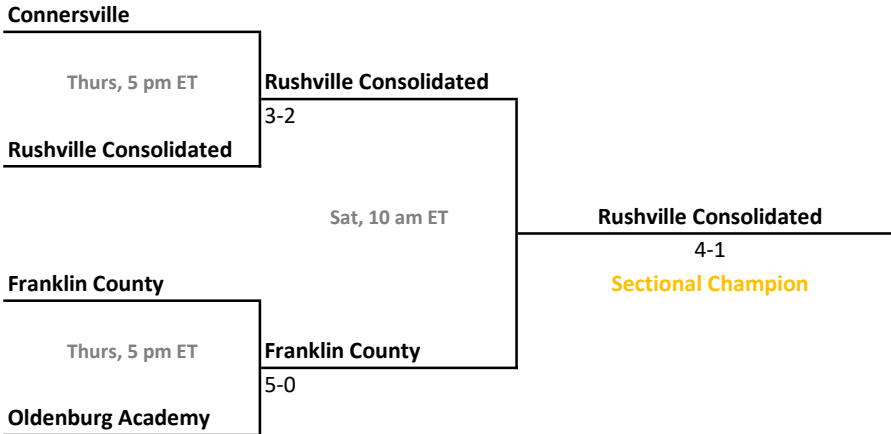 Connersville
Thurs, 5 pm ET
Rushville Consolidated
3-2
Rushville Consolidated
Sat, 10 am ET
Rushville Consolidated
4-1
Sectional Champion
Franklin County
Thurs, 5 pm ET
Franklin County
5-0
Oldenburg Academy